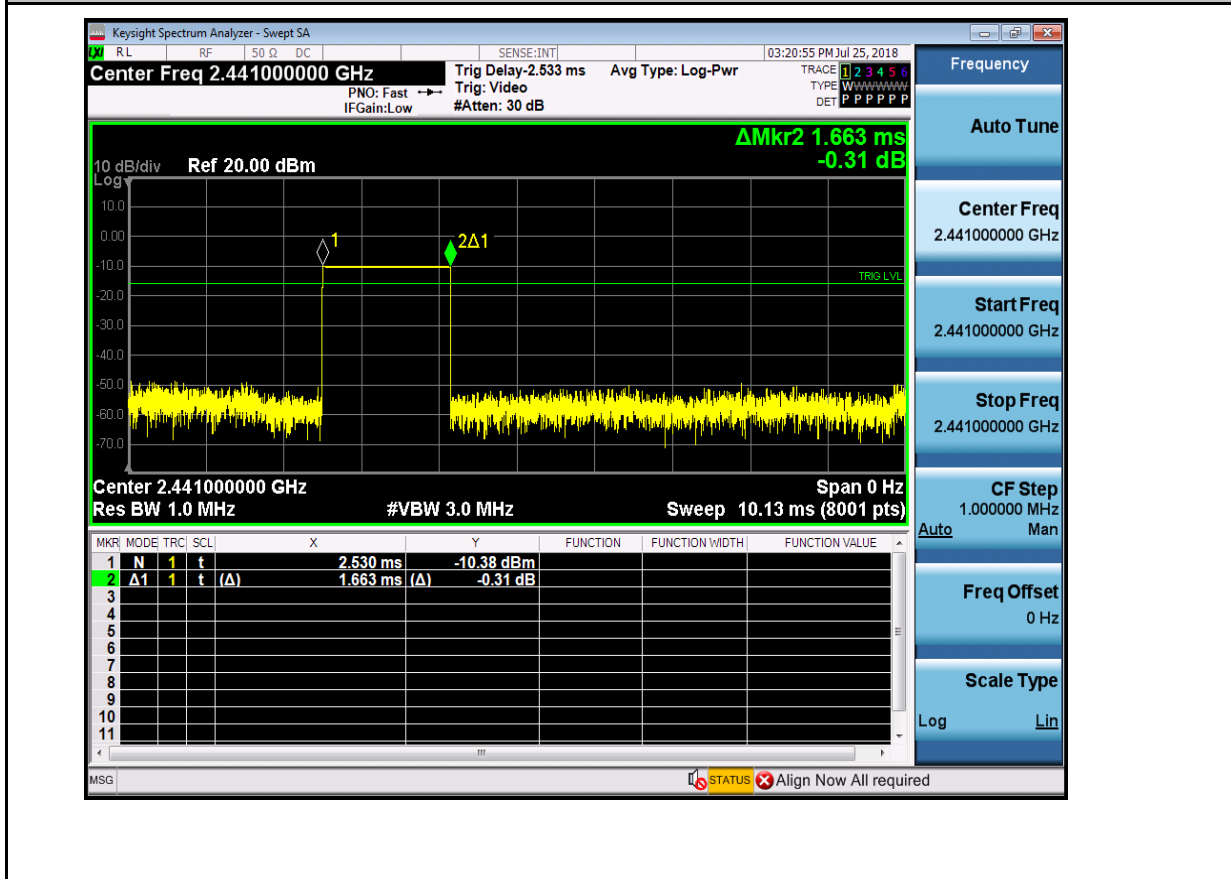 Keysight Spectrum Analyzer - Swept SA
LXI RL RF 50 Ω DC SENSE:INT 03:20:55 PM Jul 25, 2018
Center Freq 2.441000000 GHz
PNO: Fast
IFGain:Low
Trig Delay-2.533 ms
Trig: Video
#Atten: 30 dB
Avg Type: Log-Pwr
TRACE 1 2 3 4 5 6
TYPE WWWWWW
DET P P P P P P
ΔMkr2 1.663 ms
-0.31 dB
10 dB/div Ref 20.00 dBm
Log
10.0
0.00
-10.0
-20.0
-30.0
-40.0
-50.0
-60.0
-70.0
1
2Δ1
TRIG LVL
Center 2.441000000 GHz Span 0 Hz
Res BW 1.0 MHz #VBW 3.0 MHz Sweep 10.13 ms (8001 pts)
MKR MODE TRC SCL X Y FUNCTION FUNCTION WIDTH FUNCTION VALUE
1 N 1 t 2.530 ms -10.38 dBm
2 Δ1 1 t (Δ) 1.663 ms (Δ) -0.31 dB
3
4
5
6
7
8
9
10
11
MSG STATUS Align Now All required
Frequency
Auto Tune
Center Freq
2.441000000 GHz
Start Freq
2.441000000 GHz
Stop Freq
2.441000000 GHz
CF Step
1.000000 MHz
Auto Man
Freq Offset
0 Hz
Scale Type
Log Lin